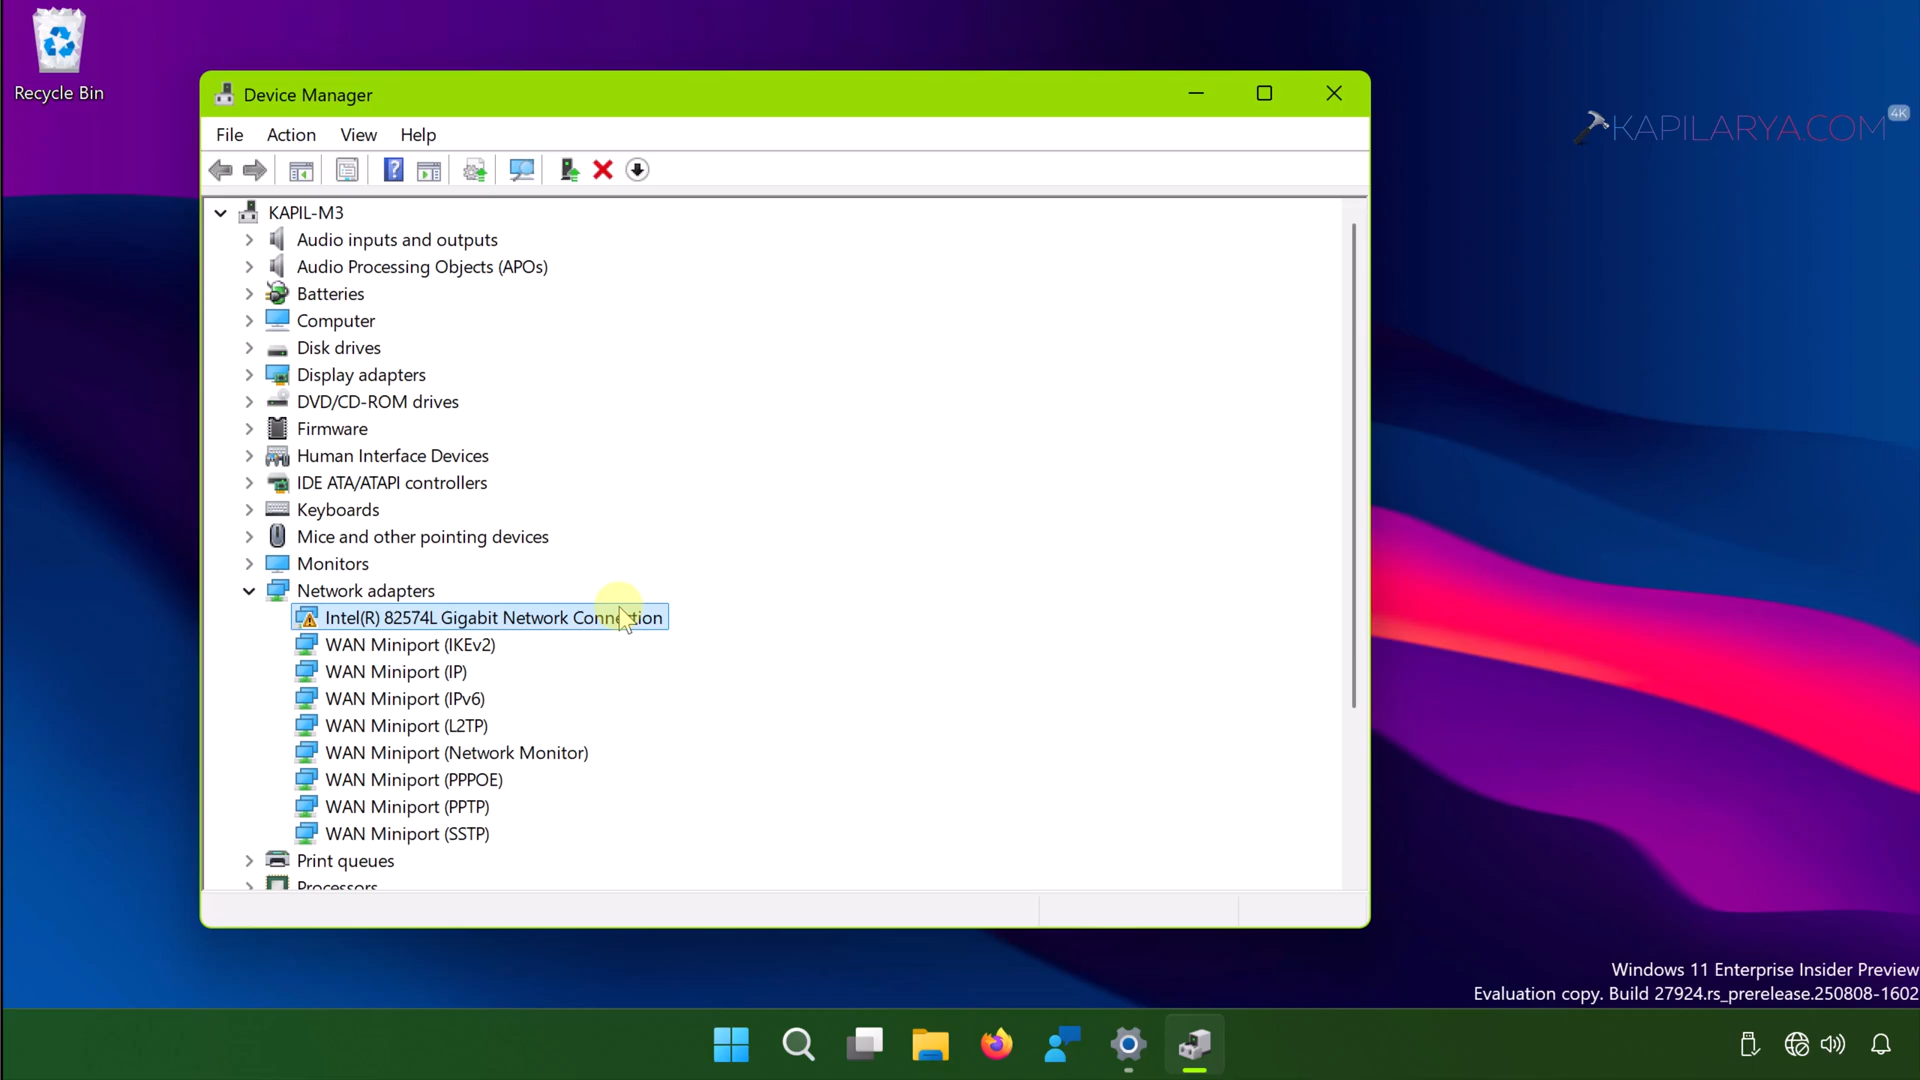 Recycle Bin
Device Manager
KAPILARYA.COM
4K
File Action View Help
KAPIL-M3
Audio inputs and outputs
Audio Processing Objects (APOs)
Batteries
Computer
Disk drives
Display adapters
DVD/CD-ROM drives
Firmware
Human Interface Devices
IDE ATA/ATAPI controllers
Keyboards
Mice and other pointing devices
Monitors
Network adapters
Intel(R) 82574L Gigabit Network Connection
WAN Miniport (IKEv2)
WAN Miniport (IP)
WAN Miniport (IPv6)
WAN Miniport (L2TP)
WAN Miniport (Network Monitor)
WAN Miniport (PPPOE)
WAN Miniport (PPTP)
WAN Miniport (SSTP)
Print queues
Processors
Windows 11 Enterprise Insider Preview
Evaluation copy. Build 27924.rs_prerelease.250808-1602